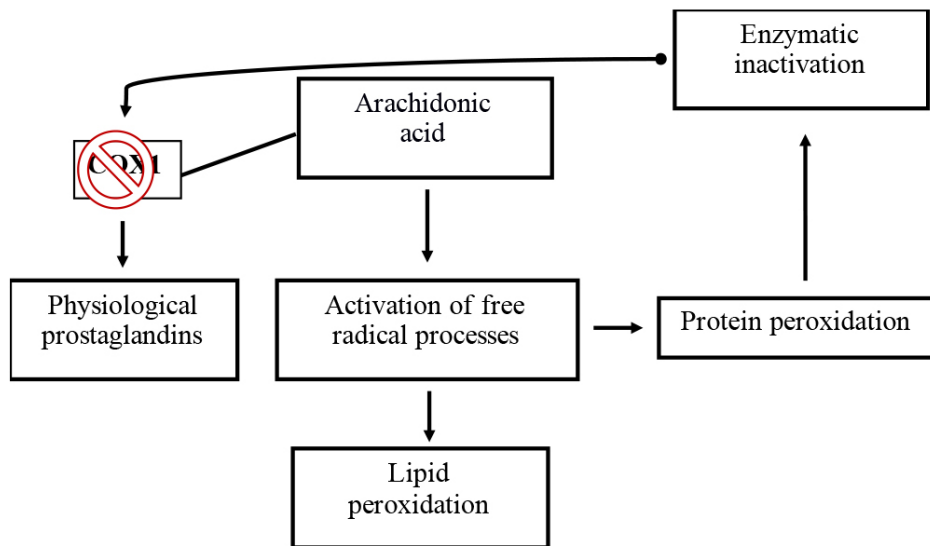 Enzymatic
inactivation
Arachidonic
acid
COX1
Physiological
prostaglandins
Activation of free
radical processes
Protein peroxidation
Lipid
peroxidation